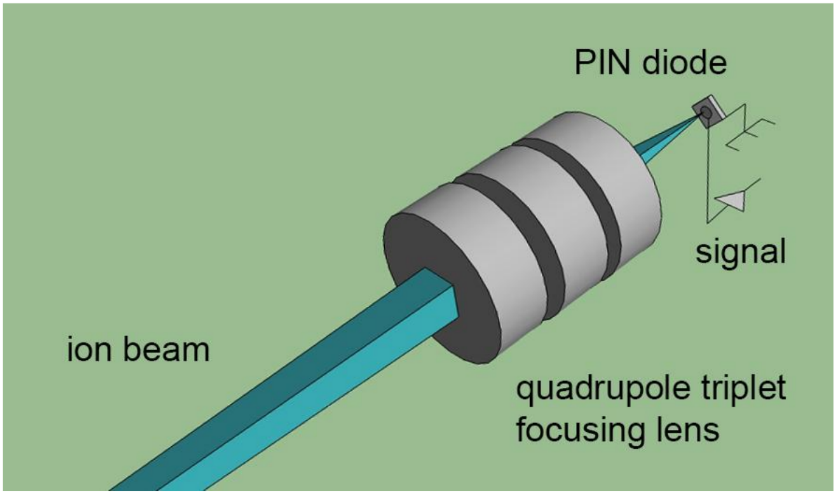 PIN diode
signal
ion beam
quadrupole triplet
focusing lens